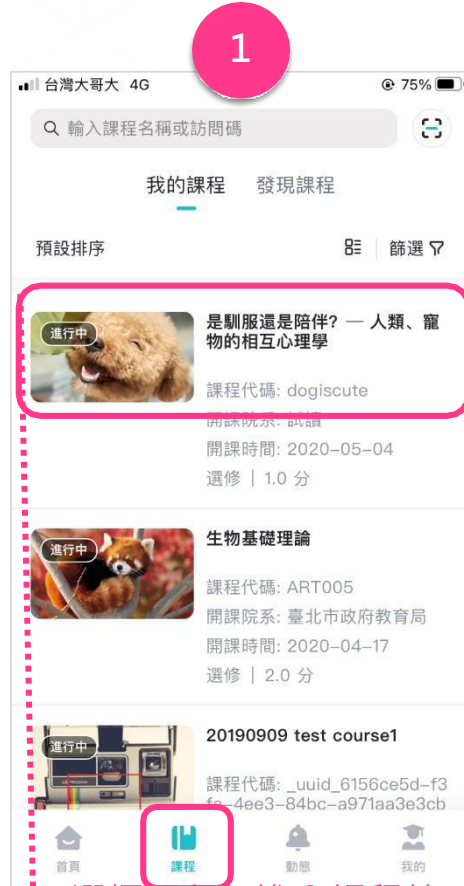 1
台灣大哥大 4G
75%
輸入課程名稱或訪問碼
我的課程 發現課程
預設排序
篩選
進行中
是馴服還是陪伴? — 人類、寵
物的相互心理學
課程代碼: dogiscute
開課院系: 試讀
開課時間: 2020-05-04
選修 | 1.0 分
進行中
生物基礎理論
課程代碼: ART005
開課院系: 臺北市政府教育局
開課時間: 2020-04-17
選修 | 2.0 分
進行中
20190909 test course1
課程代碼: _uuid_6156ce5d-f3
fa-4ee3-84bc-a971aa3e3cb
首頁 課程 動態 我的